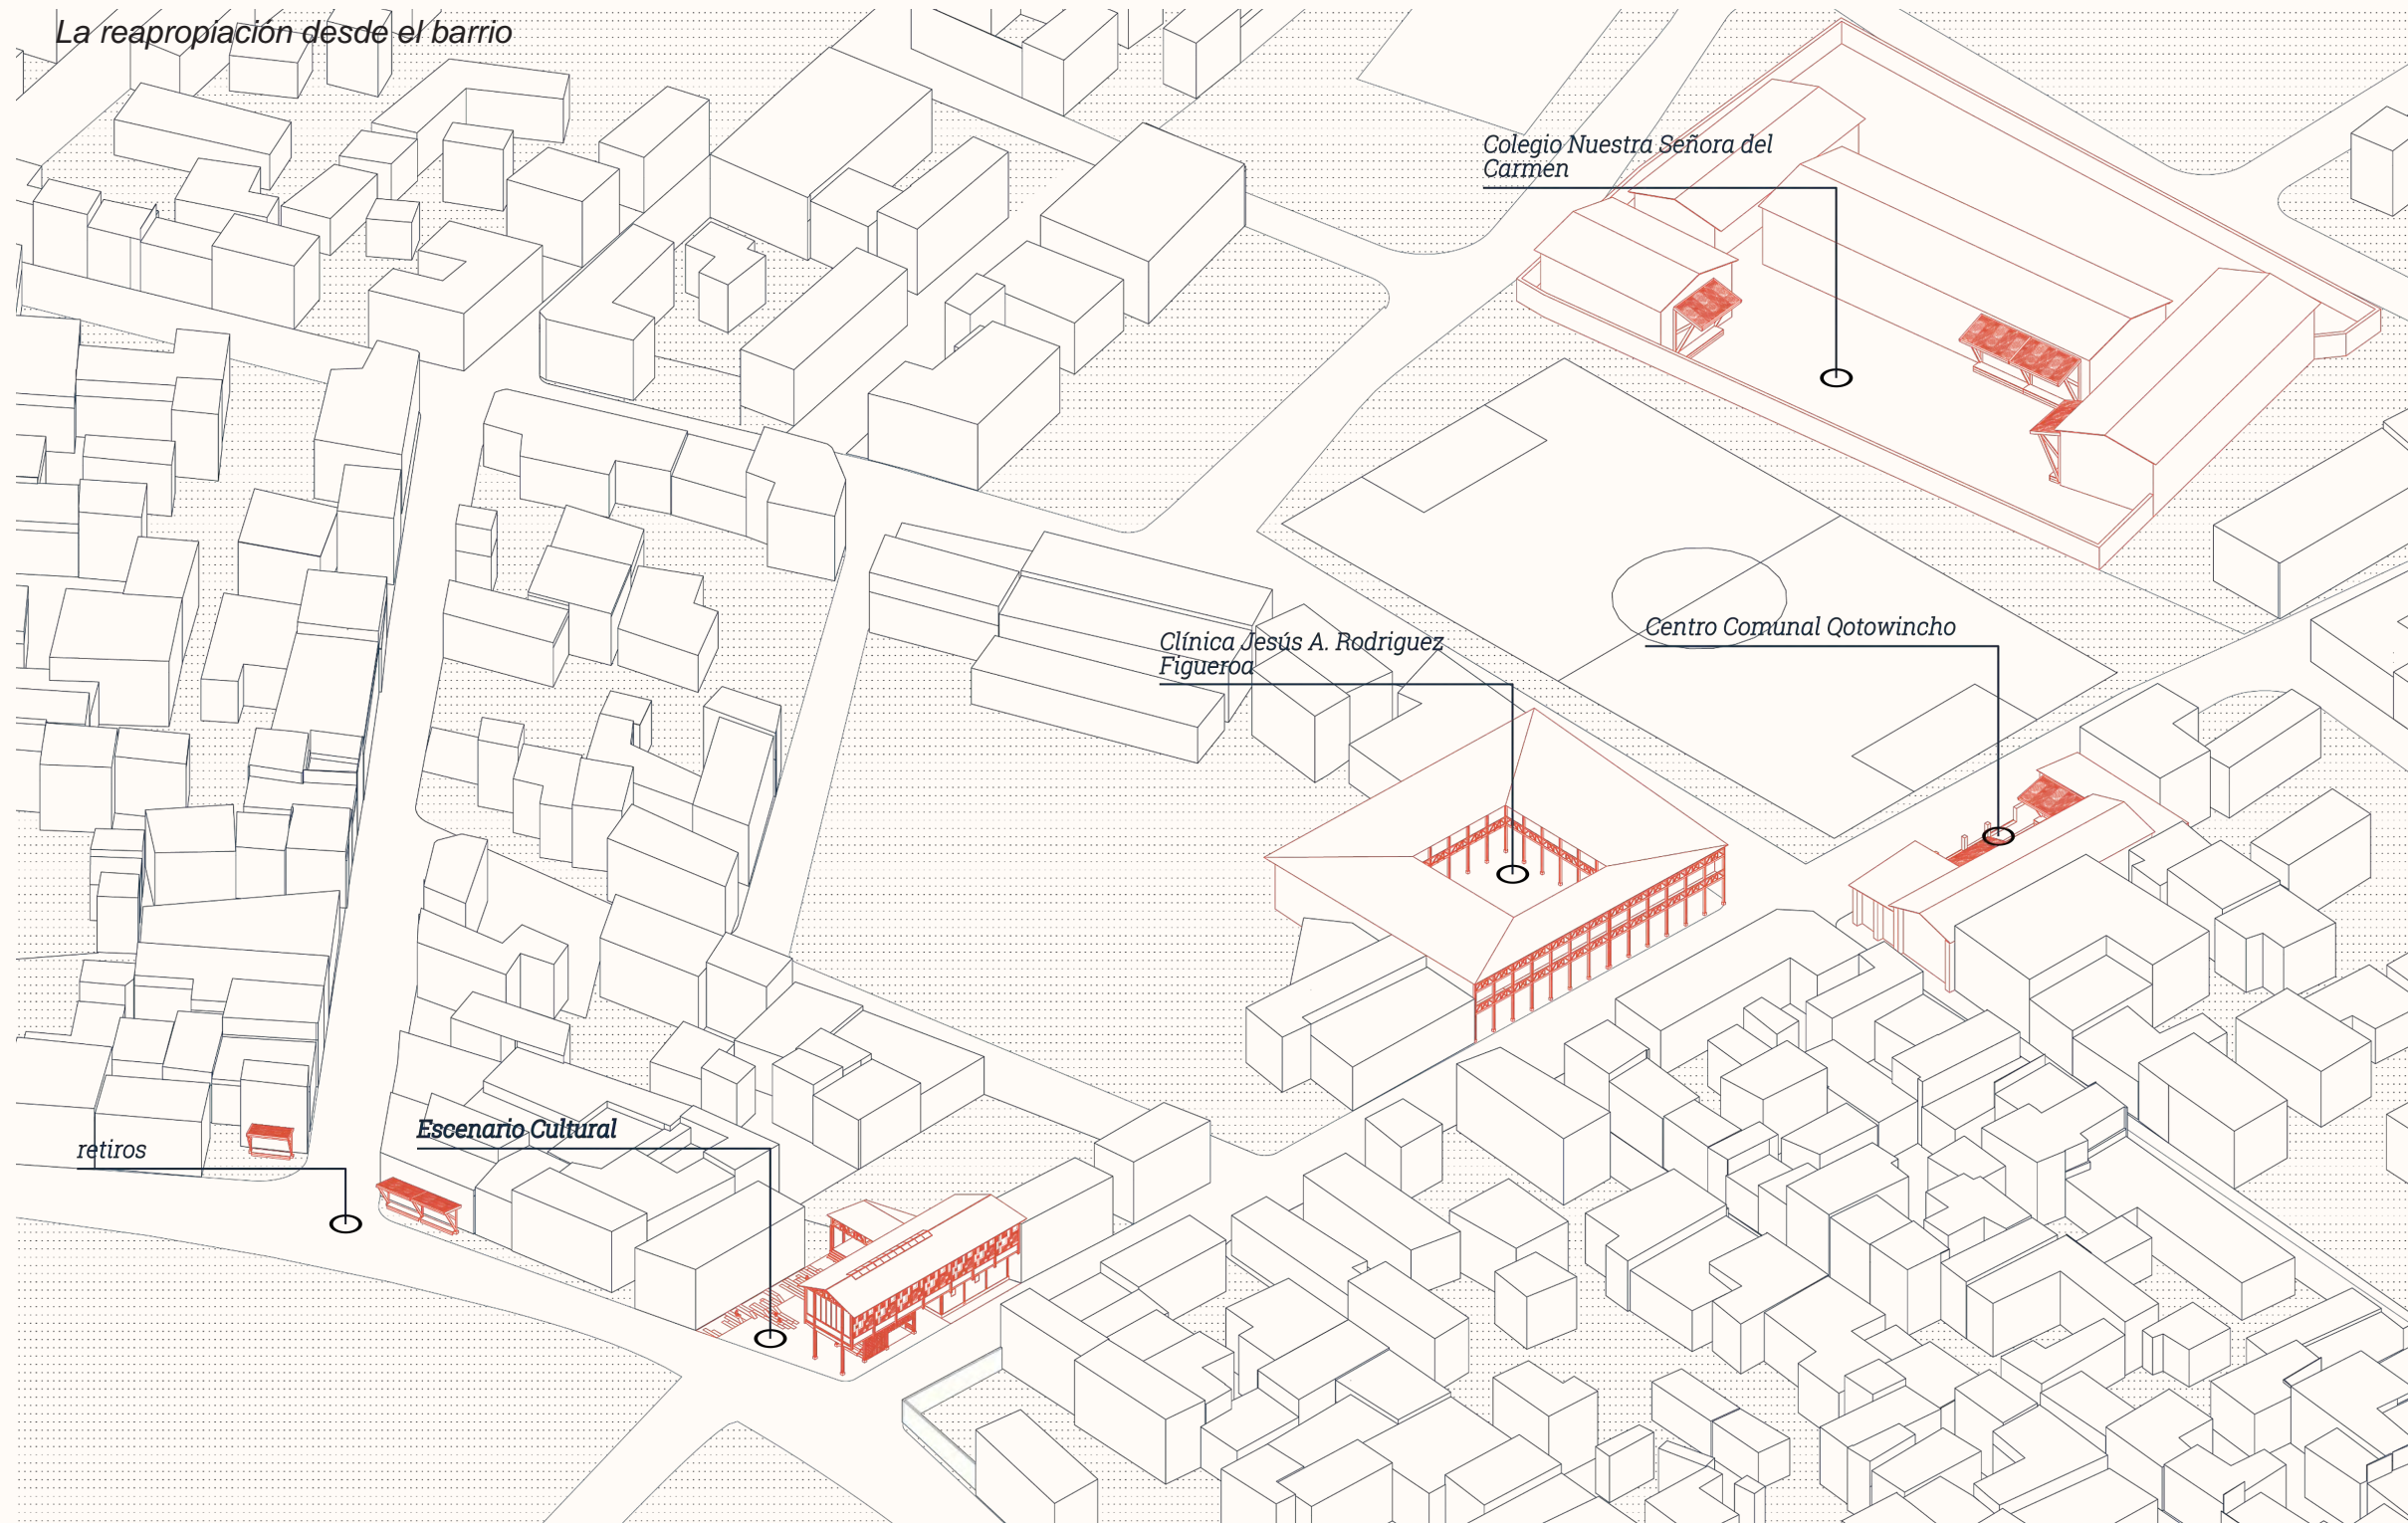 La reapropiación desde el barrio
Colegio Nuestra Señora del
Carmen
Centro Comunal Qotowincho
Clínica Jesús A. Rodriguez
Figueroa
Escenario Cultural
retiros